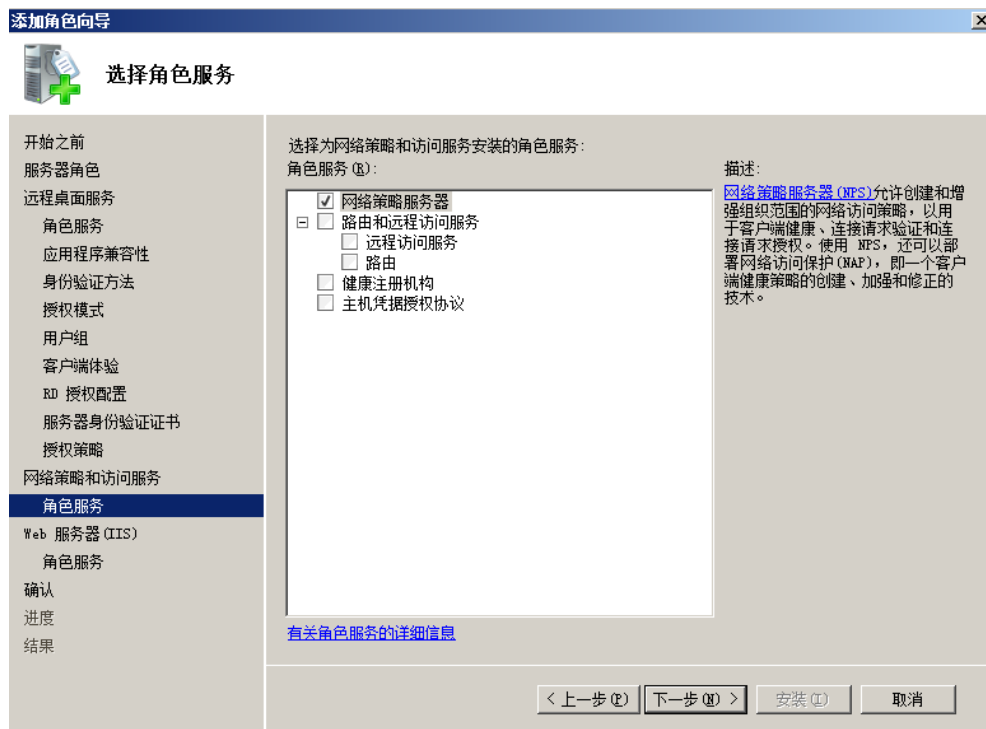 添加角色向导
选择角色服务
开始之前
服务器角色
远程桌面服务
角色服务
应用程序兼容性
身份验证方法
授权模式
用户组
客户端体验
RD 授权配置
服务器身份验证证书
授权策略
网络策略和访问服务
角色服务
Web 服务器(IIS)
角色服务
确认
进度
结果
选择为网络策略和访问服务安装的角色服务:
角色服务(R):
网络策略服务器
路由和远程访问服务
远程访问服务
路由
健康注册机构
主机凭据授权协议
有关角色服务的详细信息
描述:
网络策略服务器(NPS)允许创建和增
强组织范围的网络访问策略，以用
于客户端健康、连接请求验证和连
接请求授权。使用 NPS，还可以部
署网络访问保护(NAP)，即一个客户
端健康策略的创建、加强和修正的
技术。
< 上一步(P)
下一步(N) >
安装(I)
取消